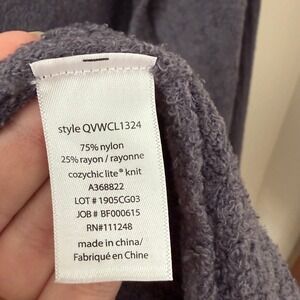 style QVWCL1324
75% nylon
25% rayon / rayonne
cozychic lite® knit
A368822
LOT # 1905CG03
JOB # BF000615
RN#111248
made in china/
Fabriqué en Chine